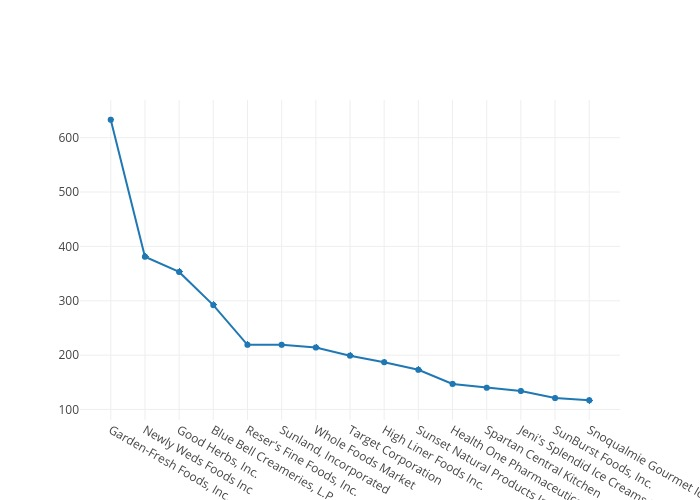 600
500
400
300
200
100
Garden-Fresh Foods, Inc.
Newly Weds Foods Inc
Good Herbs, Inc.
Blue Bell Creameries, L.P.
Reser's Fine Foods, Inc.
Sunland, Incorporated
Whole Foods Market
Target Corporation
High Liner Foods Inc.
Sunset Natural Products
Health One
Spartan Central Kitchen
Jeni's Splendid Ice
SunBurst Foods, Inc.
Snoqualmie Gourmet